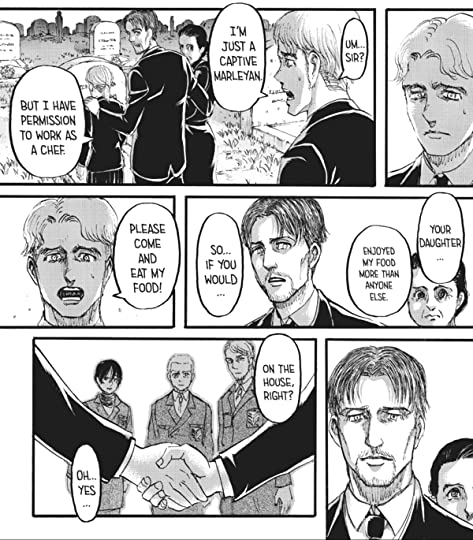 UM...
SIR?
I'M
JUST
A
CAPTIVE
MARLEYAN.
BUT I HAVE
PERMISSION
TO WORK AS
A CHEF.
YOUR
DAUGHTER
...
ENJOYED
MY FOOD
MORE THAN
ANYONE
ELSE.
SO...
IF YOU
WOULD
...
PLEASE
COME
AND
EAT MY
FOOD!
ON THE
HOUSE,
RIGHT?
OH...
YES
...